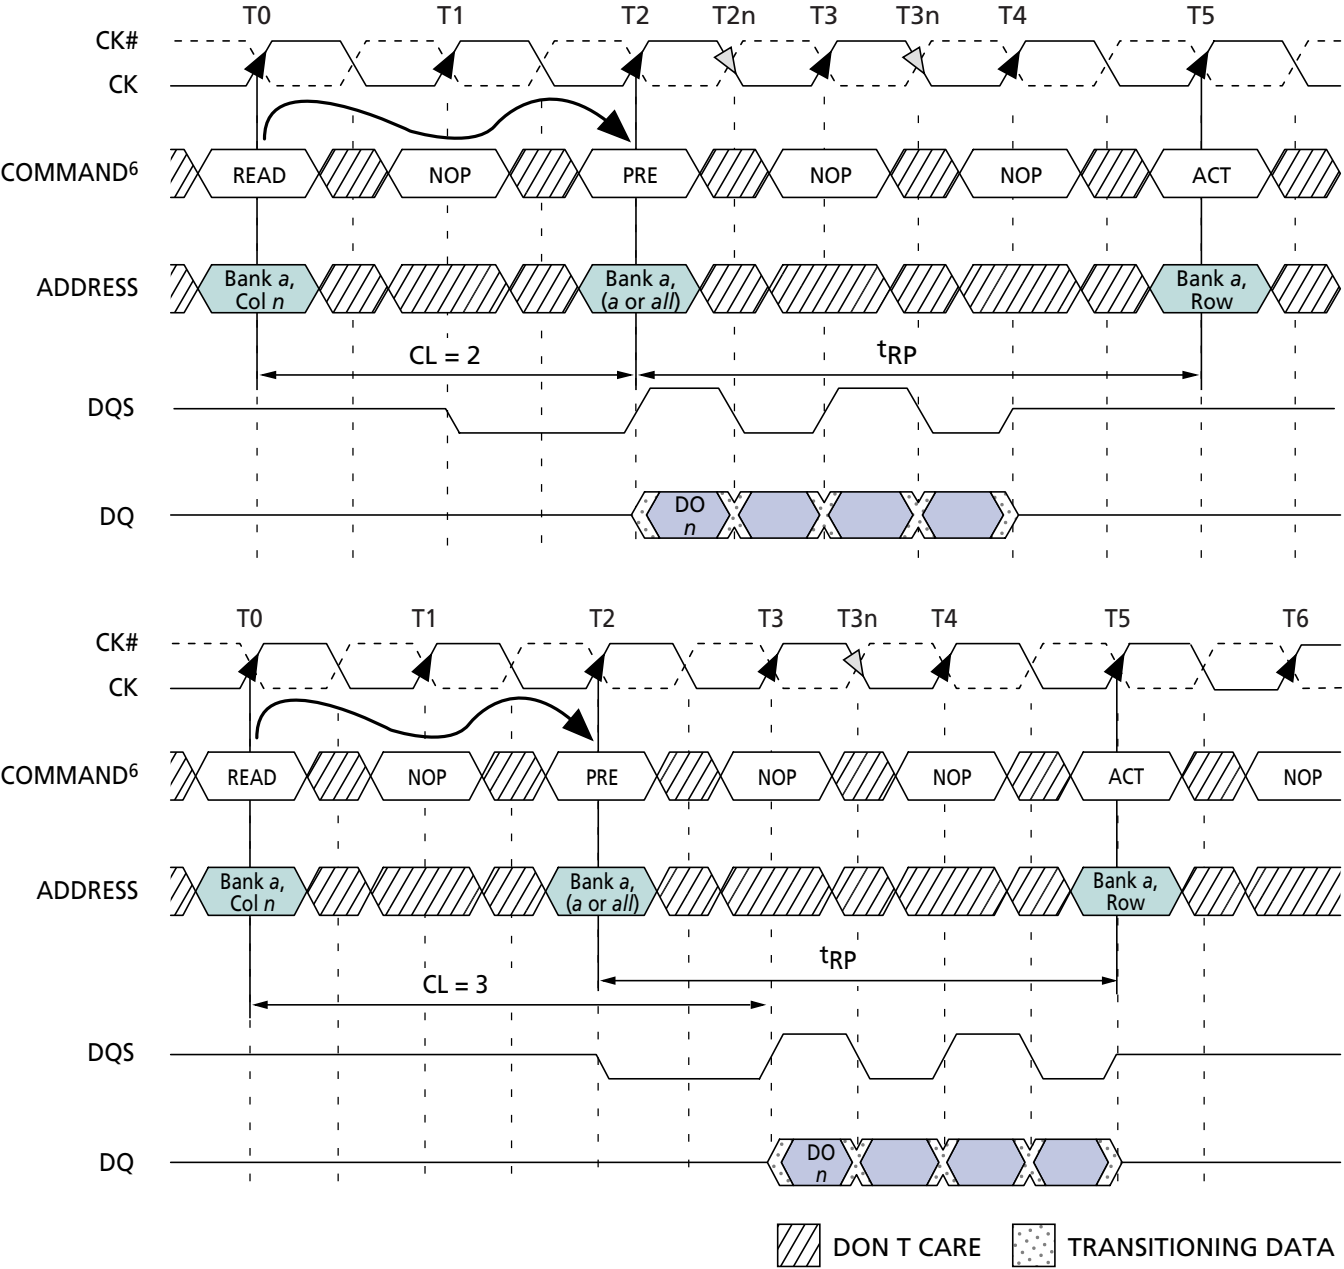 T0 T1 T2 T2n T3 T3n T4 T5
CK#
CK
COMMAND6
READ NOP PRE NOP NOP ACT
ADDRESS
Bank a, Col n
Bank a, (a or all)
Bank a, Row
CL = 2
tRP
DQS
DQ
DO n
T0 T1 T2 T3 T3n T4 T5 T6
CK#
CK
COMMAND6
READ NOP PRE NOP NOP ACT NOP
ADDRESS
Bank a, Col n
Bank a, (a or all)
Bank a, Row
tRP
CL = 3
DQS
DQ
DO n
DON T CARE TRANSITIONING DATA